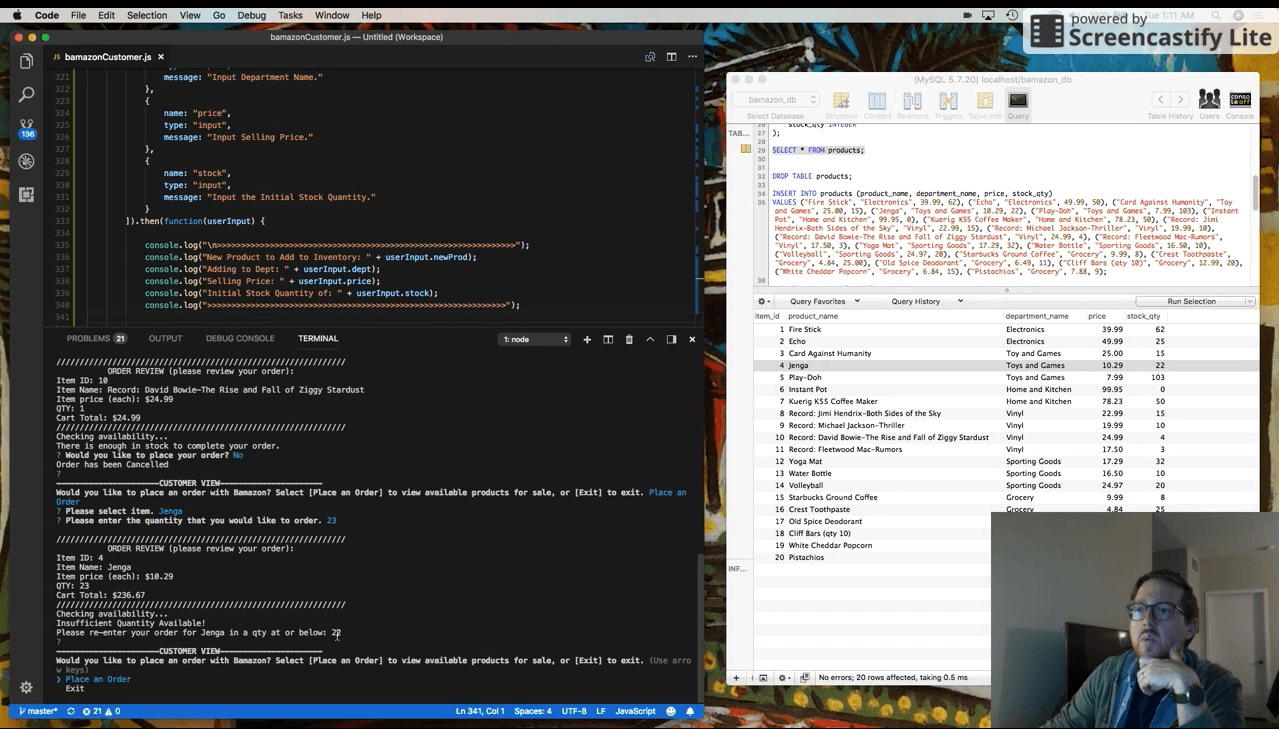 Code File Edit Selection View Go Debug Tasks Window Help
Tue 1:11 AM
powered by
Screencastify Lite
bamazonCustomer.js — Untitled (Workspace)
JS bamazonCustomer.js
321 message: "Input Department Name."
322 },
323 {
324 name: "price",
325 type: "input",
326 message: "Input Selling Price."
327 },
328 {
329 name: "stock",
330 type: "input",
331 message: "Input the Initial Stock Quantity."
332 }
333 ]).then(function(userInput) {
334
335 console.log("\n>>>>>>>>>>>>>>>>>>>>>>>>>>>>>>>>>>>>>>>>>>>>>>>>>>>>>>>>>>>>");
336 console.log("New Product to Add to Inventory: " + userInput.newProd);
337 console.log("Adding to Dept: " + userInput.dept);
338 console.log("Selling Price: " + userInput.price);
339 console.log("Initial Stock Quantity of: " + userInput.stock);
340 console.log(">>>>>>>>>>>>>>>>>>>>>>>>>>>>>>>>>>>>>>>>>>>>>>>>>>>>>>>>>>>>");
341
136
PROBLEMS 21 OUTPUT DEBUG CONSOLE TERMINAL 1: node
////////////////////////////////////////////////////////////
ORDER REVIEW (please review your order):
Item ID: 10
Item Name: Record: David Bowie-The Rise and Fall of Ziggy Stardust
Item price (each): $24.99
QTY: 1
Cart Total: $24.99
////////////////////////////////////////////////////////////
Checking availability...
There is enough in stock to complete your order.
? Would you like to place your order? No
Order has been Cancelled
?
---------------------CUSTOMER VIEW---------------------
Would you like to place an order with Bamazon? Select [Place an Order] to view available products for sale, or [Exit] to exit. Place an
Order
? Please select item. Jenga
? Please enter the quantity that you would like to order. 23
////////////////////////////////////////////////////////////
ORDER REVIEW (please review your order):
Item ID: 4
Item Name: Jenga
Item price (each): $10.29
QTY: 23
Cart Total: $236.67
////////////////////////////////////////////////////////////
Checking availability...
Insufficient Quantity Available!
Please re-enter your order for Jenga in a qty at or below: 22
?
---------------------CUSTOMER VIEW---------------------
Would you like to place an order with Bamazon? Select [Place an Order] to view available products for sale, or [Exit] to exit. (Use arro
w keys)
❯ Place an Order
Exit
master* 21 0 Ln 341, Col 1 Spaces: 4 UTF-8 LF JavaScript
(MySQL 5.7.20) localhost/bamazon_db
bamazon_db
Select Database Structure Content Relations Triggers Table Info Query Table History Users Console
TAB...
stock_qty INTEGER
27 );
28
29 SELECT * FROM products;
30
31
32 DROP TABLE products;
33
34 INSERT INTO products (product_name, department_name, price, stock_qty)
35 VALUES ("Fire Stick", "Electronics", 39.99, 62), ("Echo", "Electronics", 49.99, 50), ("Card Against Humanity", "Toy
and Games", 25.00, 15), ("Jenga", "Toys and Games", 10.29, 22), ("Play-Doh", "Toys and Games", 7.99, 103), ("Instant
Pot", "Home and Kitchen", 99.95, 0), ("Kuerig K55 Coffee Maker", "Home and Kitchen", 78.23, 50), ("Record: Jimi
Hendrix-Both Sides of the Sky", "Vinyl", 22.99, 15), ("Record: Michael Jackson-Thriller", "Vinyl", 19.99, 10),
("Record: David Bowie-The Rise and Fall of Ziggy Stardust", "Vinyl", 24.99, 4), ("Record: Fleetwood Mac-Rumors",
"Vinyl", 17.50, 3), ("Yoga Mat", "Sporting Goods", 17.29, 32), ("Water Bottle", "Sporting Goods", 16.50, 10),
("Volleyball", "Sporting Goods", 24.97, 20), ("Starbucks Ground Coffee", "Grocery", 9.99, 8), ("Crest Toothpaste",
"Grocery", 4.84, 25), ("Old Spice Deodorant", "Grocery", 6.49, 11), ("Cliff Bars (qty 10)", "Grocery", 12.99, 20),
("White Cheddar Popcorn", "Grocery", 6.84, 15), ("Pistachios", "Grocery", 7.88, 9);
36
Query Favorites Query History Run Selection
item_id product_name department_name price stock_qty
1 Fire Stick Electronics 39.99 62
2 Echo Electronics 49.99 25
3 Card Against Humanity Toy and Games 25.00 15
4 Jenga Toys and Games 10.29 22
5 Play-Doh Toys and Games 7.99 103
6 Instant Pot Home and Kitchen 99.95 0
7 Kuerig K55 Coffee Maker Home and Kitchen 78.23 50
8 Record: Jimi Hendrix-Both Sides of the Sky Vinyl 22.99 15
9 Record: Michael Jackson-Thriller Vinyl 19.99 10
10 Record: David Bowie-The Rise and Fall of Ziggy Stardust Vinyl 24.99 4
11 Record: Fleetwood Mac-Rumors Vinyl 17.50 3
12 Yoga Mat Sporting Goods 17.29 32
13 Water Bottle Sporting Goods 16.50 10
14 Volleyball Sporting Goods 24.97 20
15 Starbucks Ground Coffee Grocery 9.99 8
16 Crest Toothpaste Grocery 4.84 25
17 Old Spice Deodorant
18 Cliff Bars (qty 10)
19 White Cheddar Popcorn
20 Pistachios
INF...
No errors; 20 rows affected, taking 0.5 ms